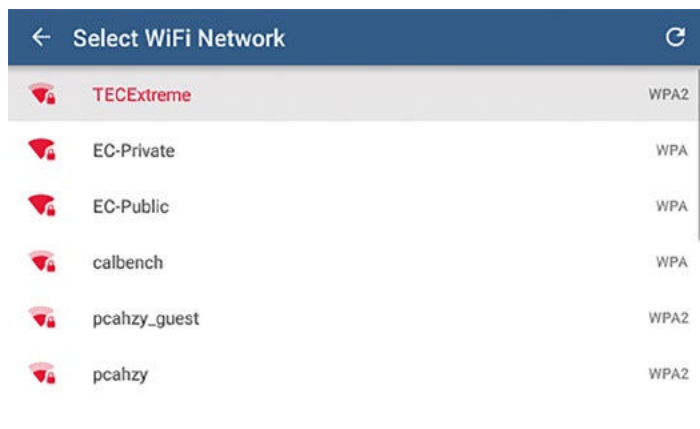 Select WiFi Network
TECExtreme WPA2
EC-Private WPA
EC-Public WPA
calbench WPA
pcahzy_guest WPA2
pcahzy WPA2